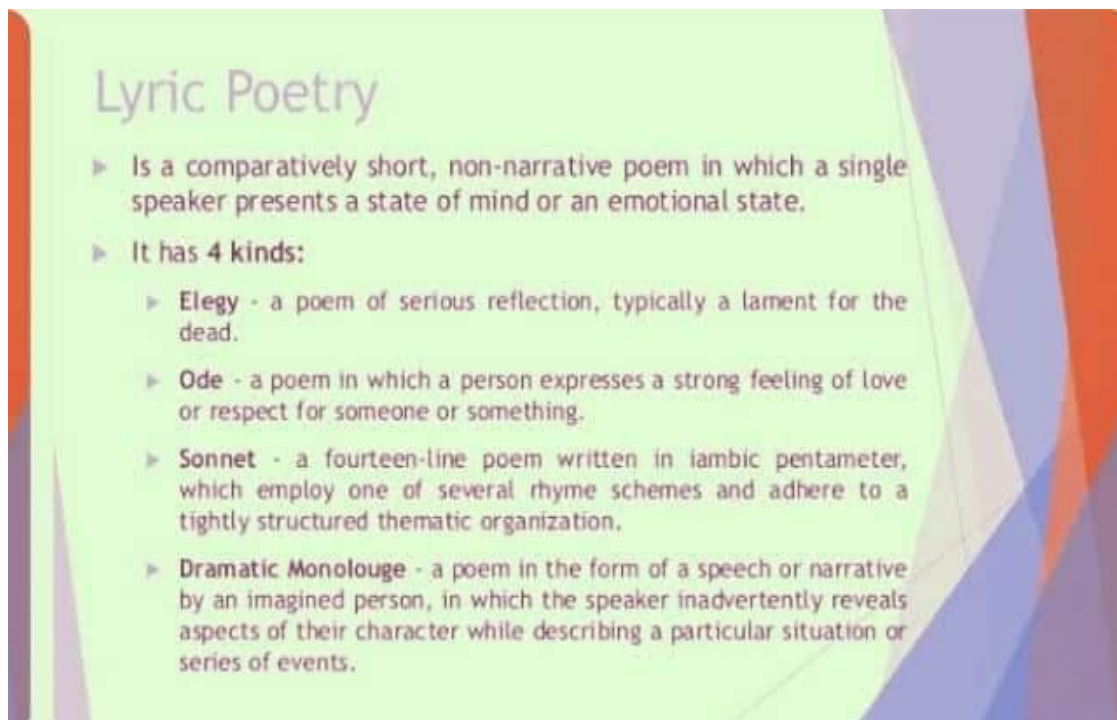 Lyric Poetry
Is a comparatively short, non-narrative poem in which a single
speaker presents a state of mind or an emotional state.
It has 4 kinds:
Elegy - a poem of serious reflection, typically a lament for the
dead.
Ode - a poem in which a person expresses a strong feeling of love
or respect for someone or something.
Sonnet - a fourteen-line poem written in iambic pentameter,
which employ one of several rhyme schemes and adhere to a
tightly structured thematic organization.
Dramatic Monolouge - a poem in the form of a speech or narrative
by an imagined person, in which the speaker inadvertently reveals
aspects of their character while describing a particular situation or
series of events.